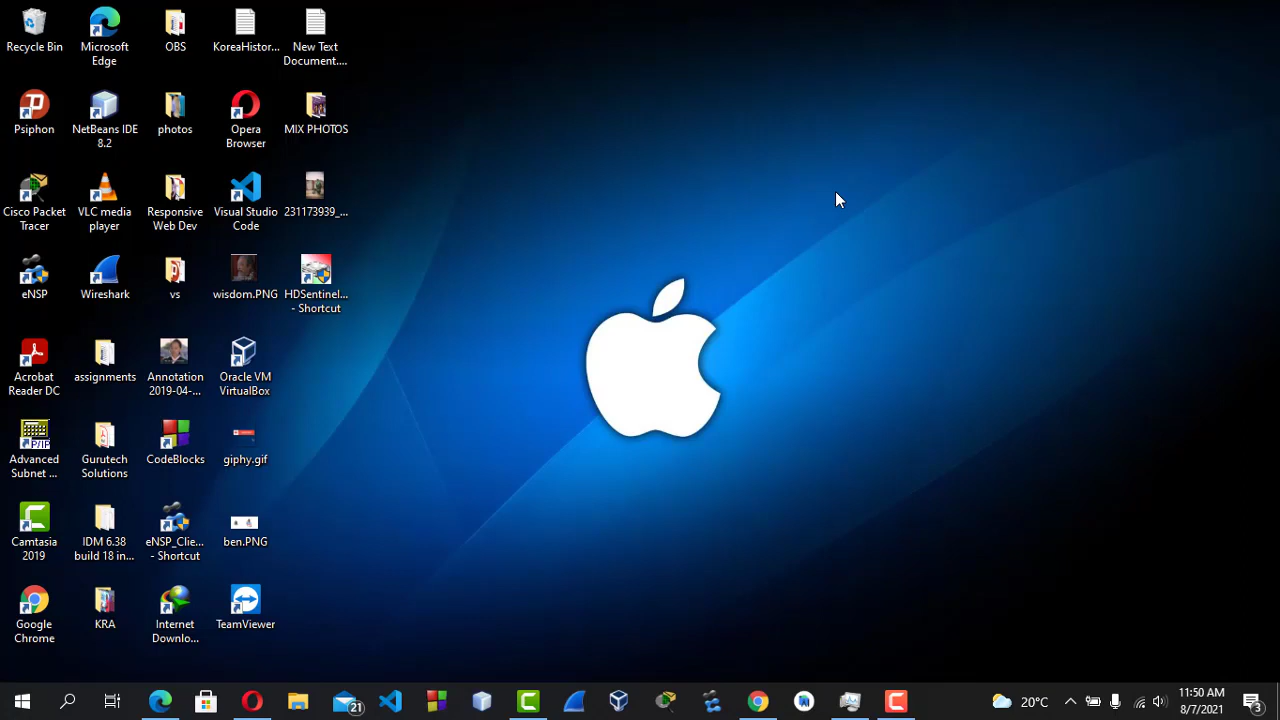 Recycle Bin
Microsoft
Edge
OBS
KoreaHistor...
New Text
Document....
Psiphon
NetBeans IDE
8.2
photos
Opera
Browser
MIX PHOTOS
Cisco Packet
Tracer
VLC media
player
Responsive
Web Dev
Visual Studio
Code
231173939_...
eNSP
Wireshark
vs
wisdom.PNG
HDSentinel...
- Shortcut
Acrobat
Reader DC
assignments
Annotation
2019-04-...
Oracle VM
VirtualBox
P/IP
Advanced
Subnet ...
Gurutech
Solutions
CodeBlocks
giphy.gif
Camtasia
2019
IDM 6.38
build 18 in...
eNSP_Clie...
- Shortcut
ben.PNG
Google
Chrome
KRA
Internet
Downlo...
TeamViewer
21
20°C
11:50 AM
8/7/2021
3